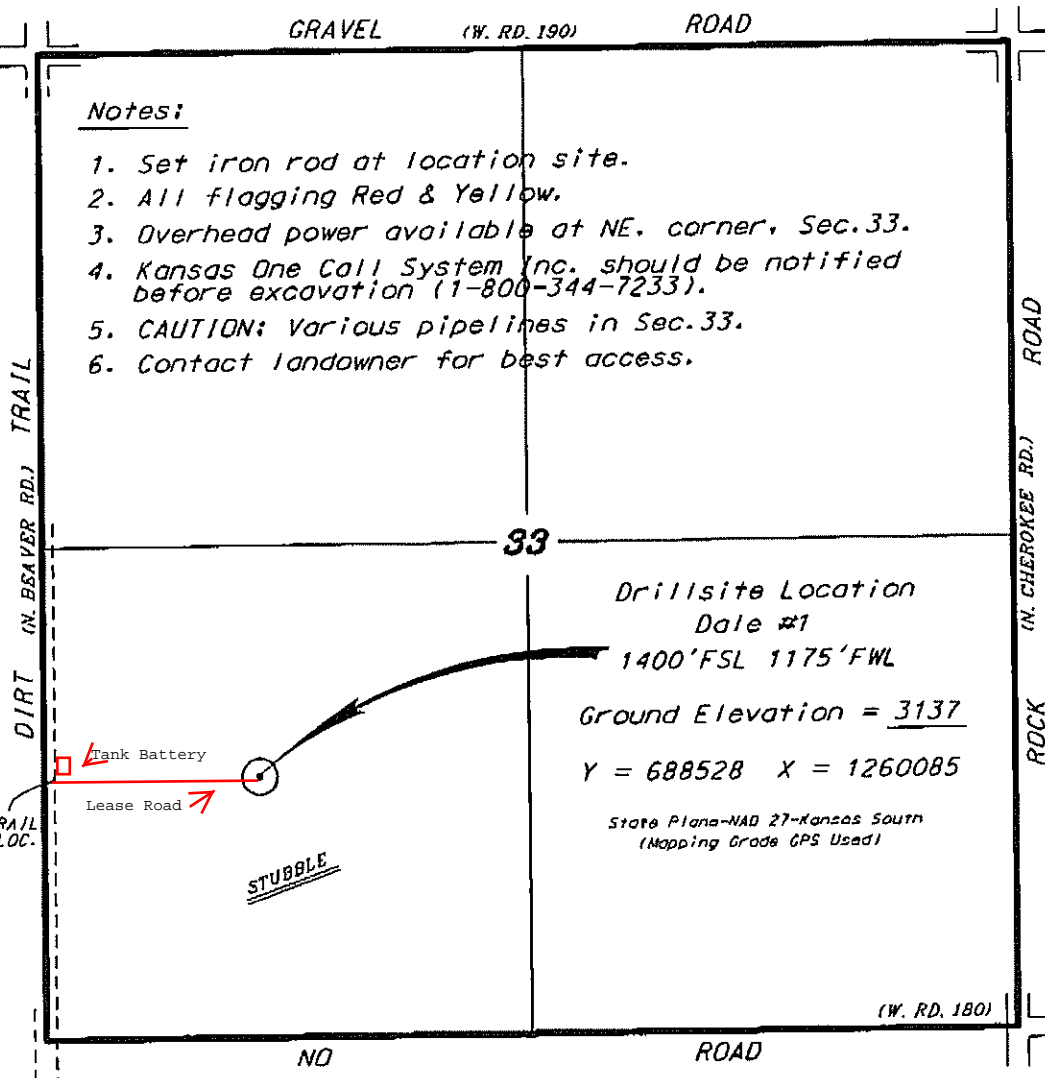 GRAVEL (W. RD. 190) ROAD
Notes:
1. Set iron rod at location site.
2. All flagging Red & Yellow.
3. Overhead power available at NE. corner, Sec.33.
4. Kansas One Call System Inc. should be notified
before excavation (1-800-344-7233).
5. CAUTION: Various pipelines in Sec.33.
6. Contact landowner for best access.
DIRT (N. BEAVER RD.) TRAIL
ROCK (N. CHEROKEE RD.) ROAD
33
Drillsite Location
Dale #1
1400'FSL 1175'FWL
Ground Elevation = 3137
Y = 688528 X = 1260085
State Plane-NAD 27-Kansas South
(Mapping Grade GPS Used)
Tank Battery
Lease Road
RAIL
LOC.
STUBBLE
(W. RD. 180)
NO ROAD